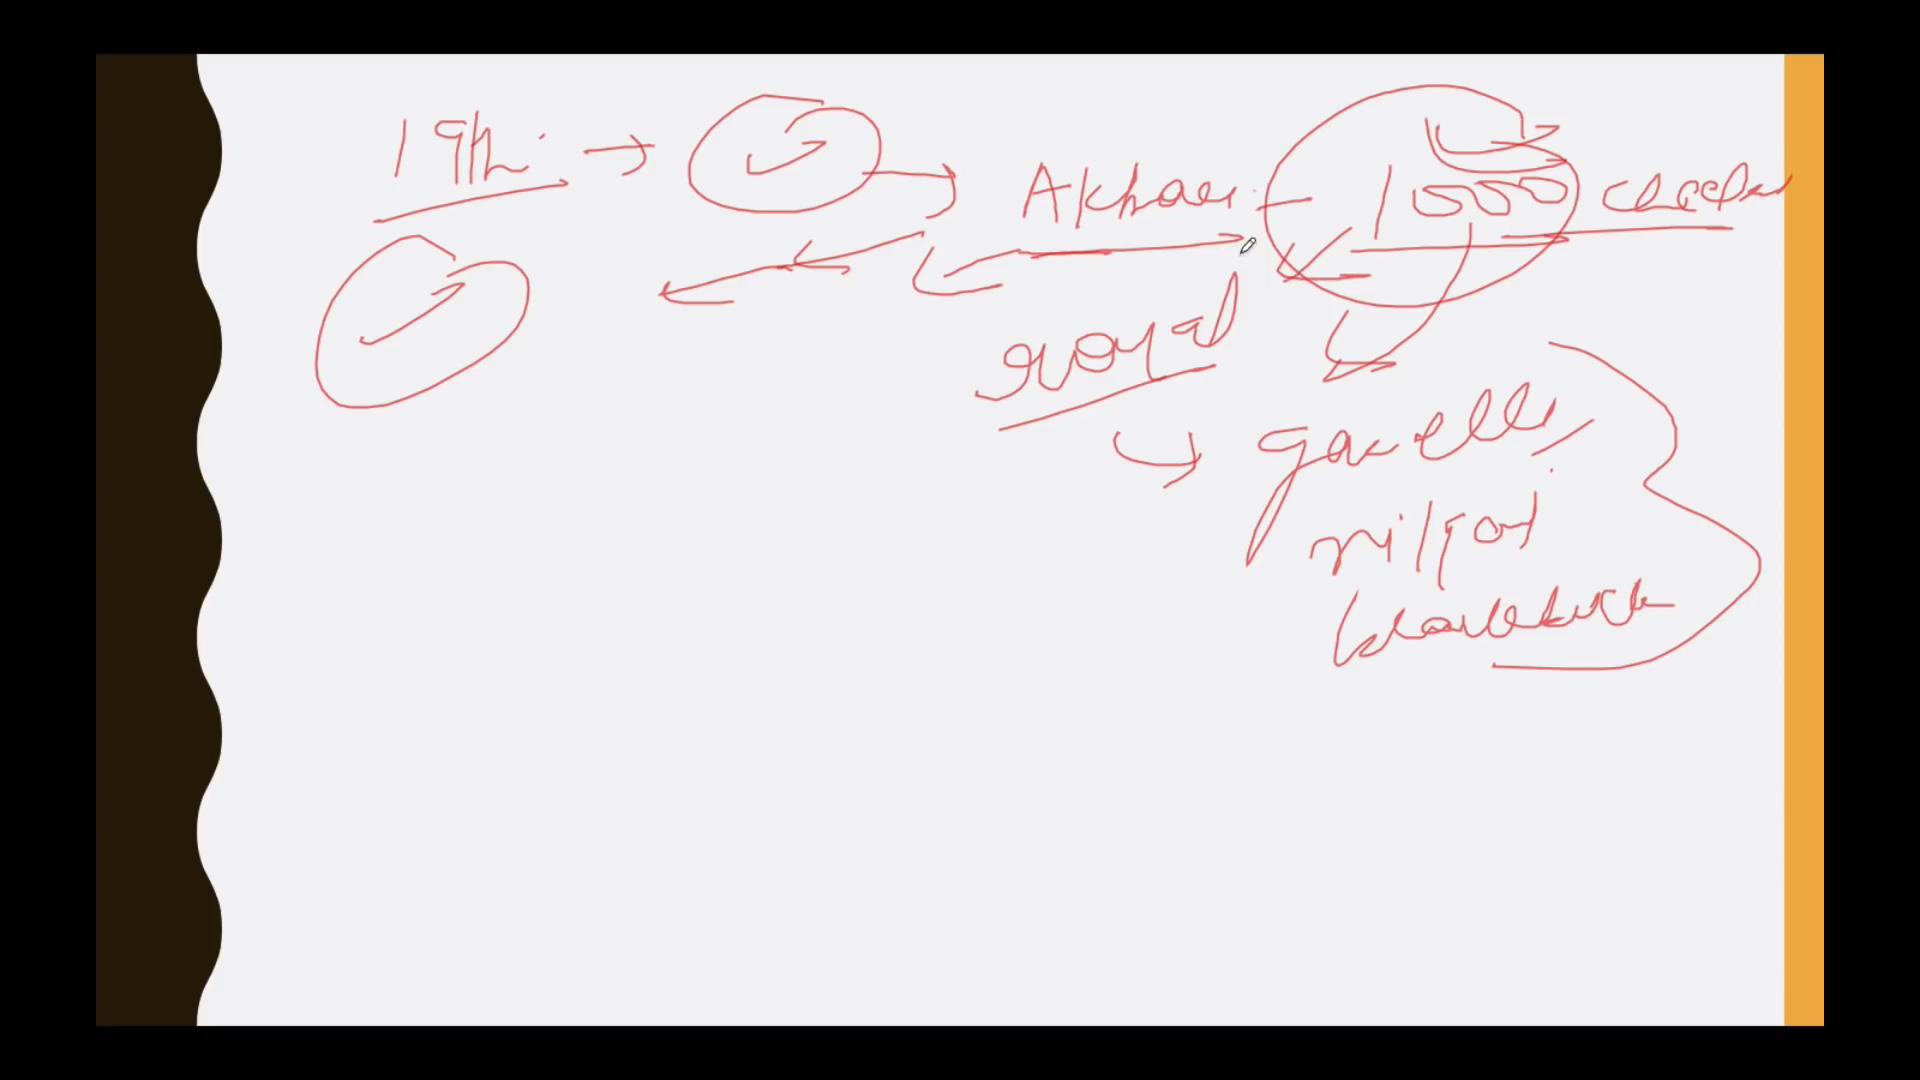 19th → → Akbar - 1000 cheetah
royal
→ gazelle,
nilgai
blackbuck